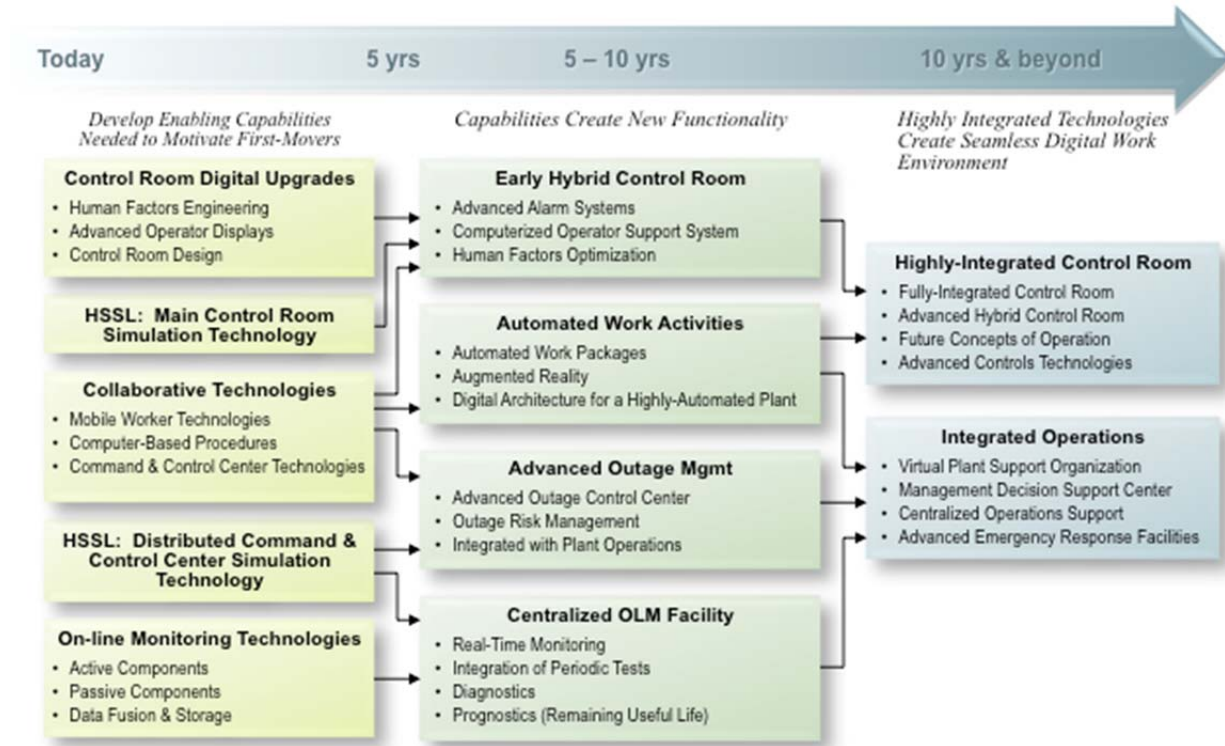 Today
5 yrs
5 – 10 yrs
10 yrs & beyond
Develop Enabling Capabilities
Needed to Motivate First-Movers
Capabilities Create New Functionality
Highly Integrated Technologies
Create Seamless Digital Work
Environment
Control Room Digital Upgrades
• Human Factors Engineering
• Advanced Operator Displays
• Control Room Design
HSSL: Main Control Room
Simulation Technology
Collaborative Technologies
• Mobile Worker Technologies
• Computer-Based Procedures
• Command & Control Center Technologies
HSSL: Distributed Command &
Control Center Simulation
Technology
On-line Monitoring Technologies
• Active Components
• Passive Components
• Data Fusion & Storage
Early Hybrid Control Room
• Advanced Alarm Systems
• Computerized Operator Support System
• Human Factors Optimization
Automated Work Activities
• Automated Work Packages
• Augmented Reality
• Digital Architecture for a Highly-Automated Plant
Advanced Outage Mgmt
• Advanced Outage Control Center
• Outage Risk Management
• Integrated with Plant Operations
Centralized OLM Facility
• Real-Time Monitoring
• Integration of Periodic Tests
• Diagnostics
• Prognostics (Remaining Useful Life)
Highly-Integrated Control Room
• Fully-Integrated Control Room
• Advanced Hybrid Control Room
• Future Concepts of Operation
• Advanced Controls Technologies
Integrated Operations
• Virtual Plant Support Organization
• Management Decision Support Center
• Centralized Operations Support
• Advanced Emergency Response Facilities